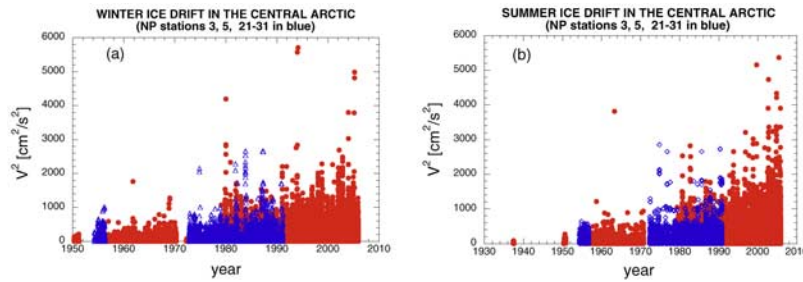 WINTER ICE DRIFT IN THE CENTRAL ARCTIC
(NP stations 3, 5, 21-31 in blue)
(a)
V² [cm²/s²]
6000
5000
4000
3000
2000
1000
0
1950 1960 1970 1980 1990 2000 2010
year
SUMMER ICE DRIFT IN THE CENTRAL ARCTIC
(NP stations 3, 5, 21-31 in blue)
(b)
V² [cm²/s²]
6000
5000
4000
3000
2000
1000
0
1930 1940 1950 1960 1970 1980 1990 2000 2010
year